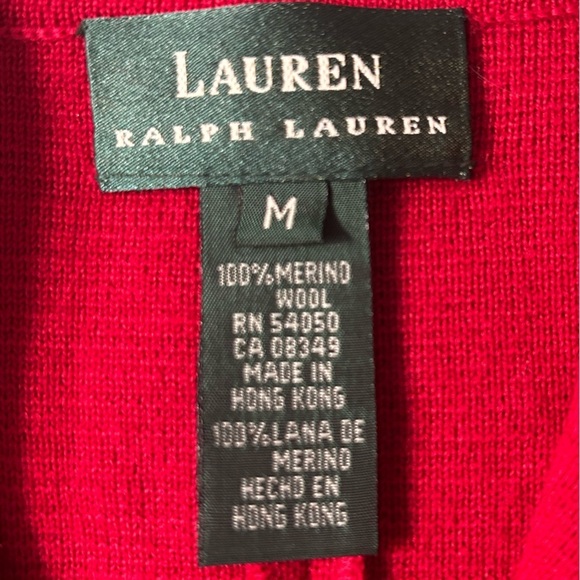 LAUREN
RALPH LAUREN
M
100% MERINO
WOOL
RN 54050
CA 08349
MADE IN
HONG KONG
100% LANA DE
MERINO
HECHO EN
HONG KONG